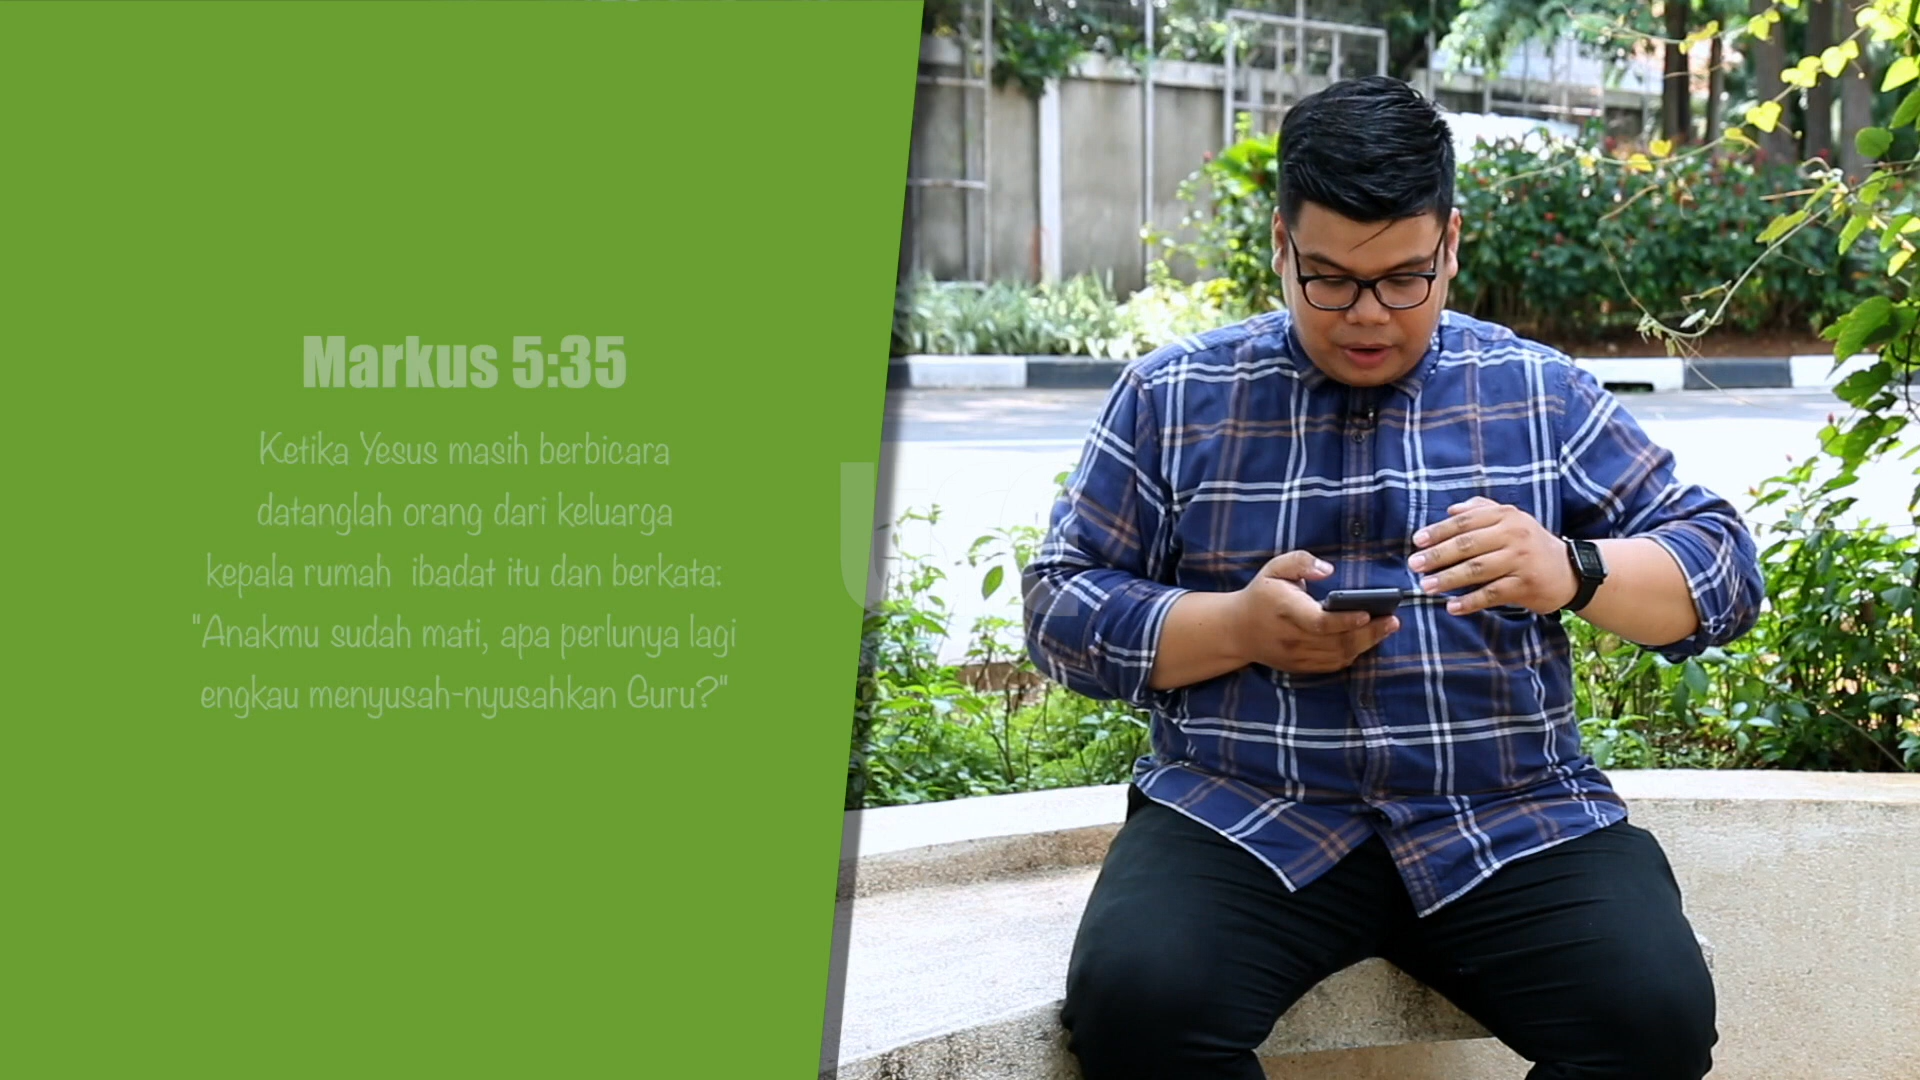 Markus 5:35
Ketika Yesus masih berbicara
datanglah orang dari keluarga
kepala rumah ibadat itu dan berkata:
"Anakmu sudah mati, apa perlunya lagi
engkau menyusah-nyusahkan Guru?"